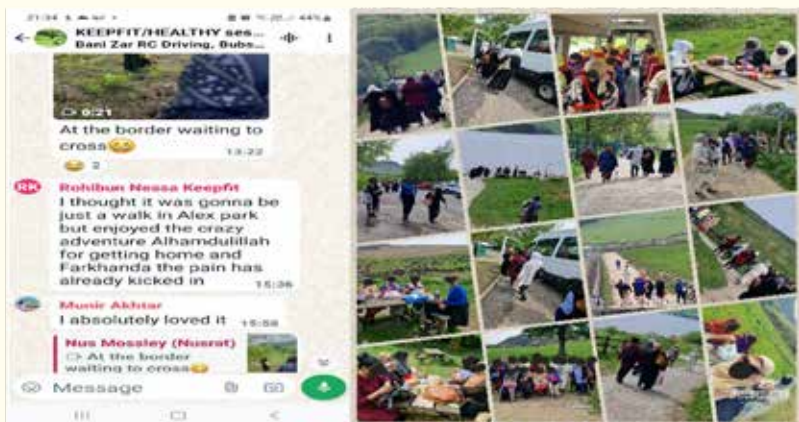 21:34
44%
KEEPFIT/HEALTHY ses...
Bani Zar RC Driving, Bubs...
0:21
At the border waiting to
cross😄
13:22
😄 2
RK
Rohibun Nessa Keepfit
I thought it was gonna be
just a walk in Alex park
but enjoyed the crazy
adventure Alhamdulillah
for getting home and
Farkhanda the pain has
already kicked in
15:36
Munir Akhtar
I absolutely loved it
15:58
Nus Mossley (Nusrat)
At the border
waiting to cross😄
Message